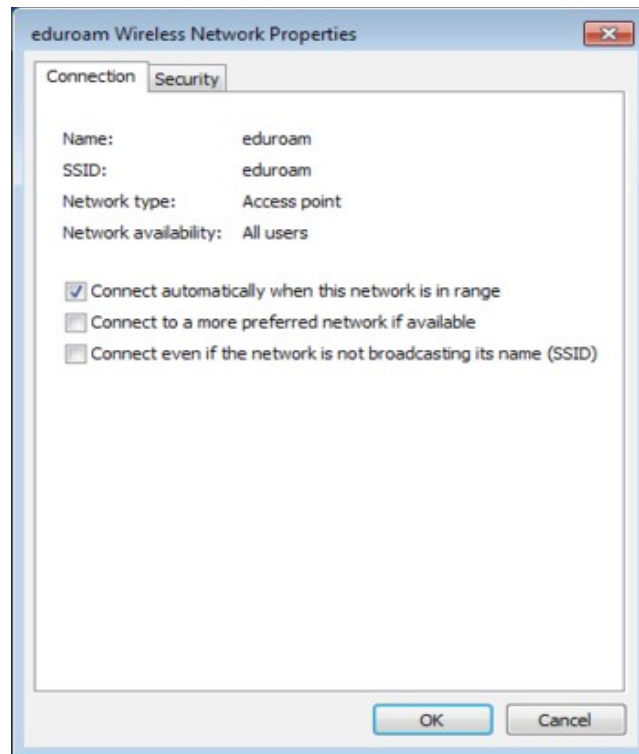 eduroam Wireless Network Properties
Connection Security
Name: eduroam
SSID: eduroam
Network type: Access point
Network availability: All users
Connect automatically when this network is in range
Connect to a more preferred network if available
Connect even if the network is not broadcasting its name (SSID)
OK Cancel